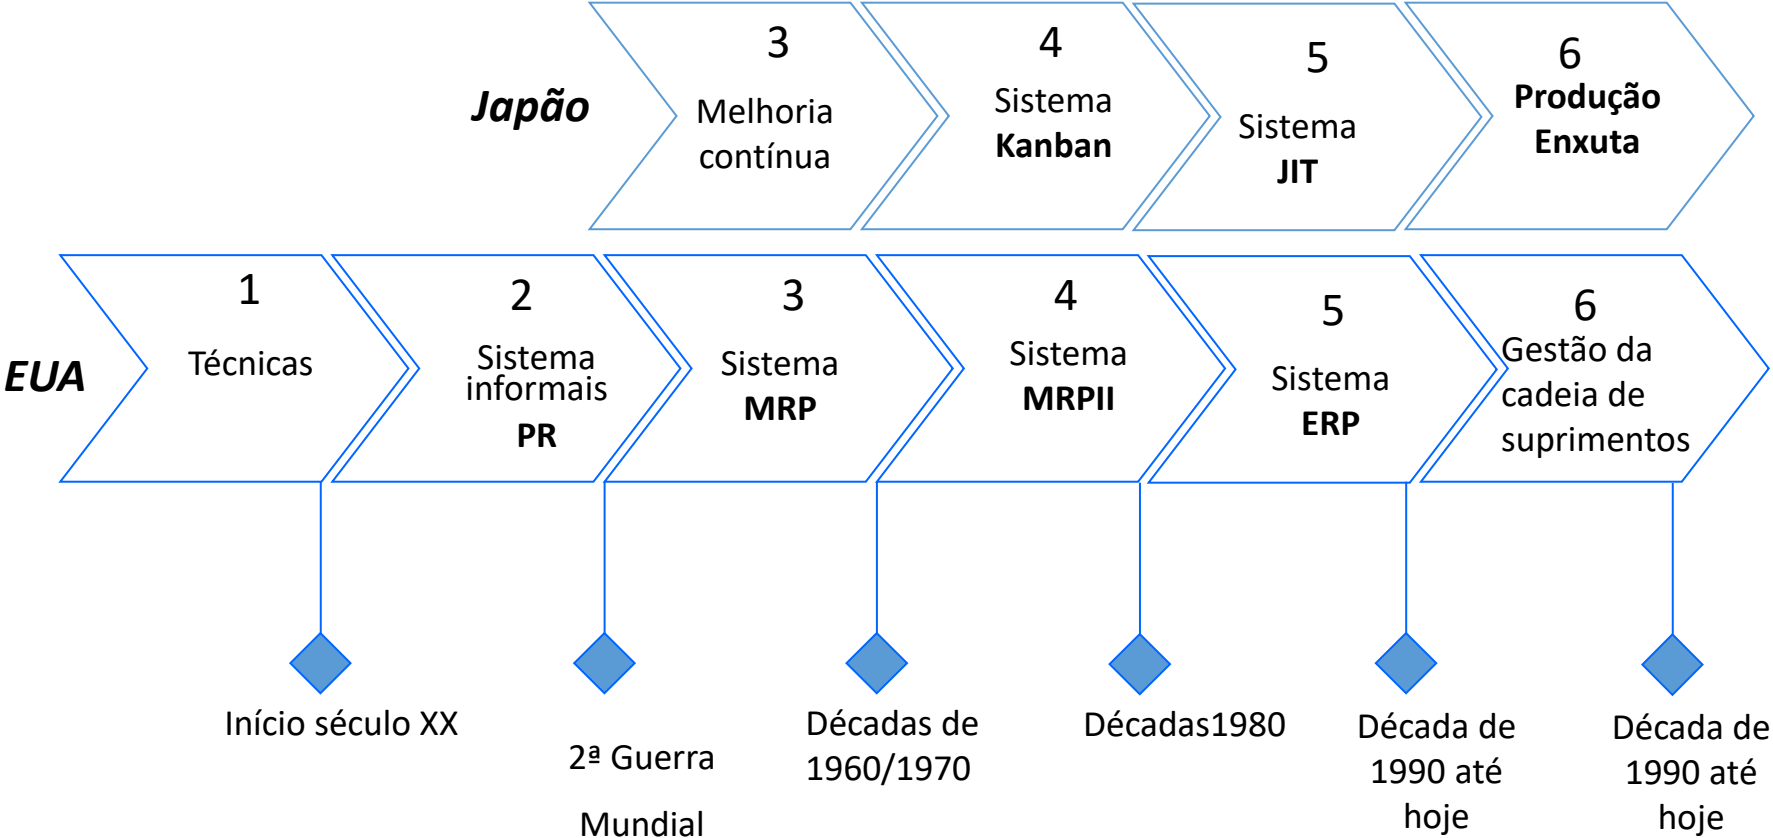 Japão
3
Melhoria
contínua
4
Sistema
Kanban
5
Sistema
JIT
6
Produção
Enxuta
EUA
1
Técnicas
2
Sistema
informais
PR
3
Sistema
MRP
4
Sistema
MRPII
5
Sistema
ERP
6
Gestão da
cadeia de
suprimentos
Início século XX
2ª Guerra
Mundial
Décadas de
1960/1970
Décadas1980
Década de
1990 até
hoje
Década de
1990 até
hoje